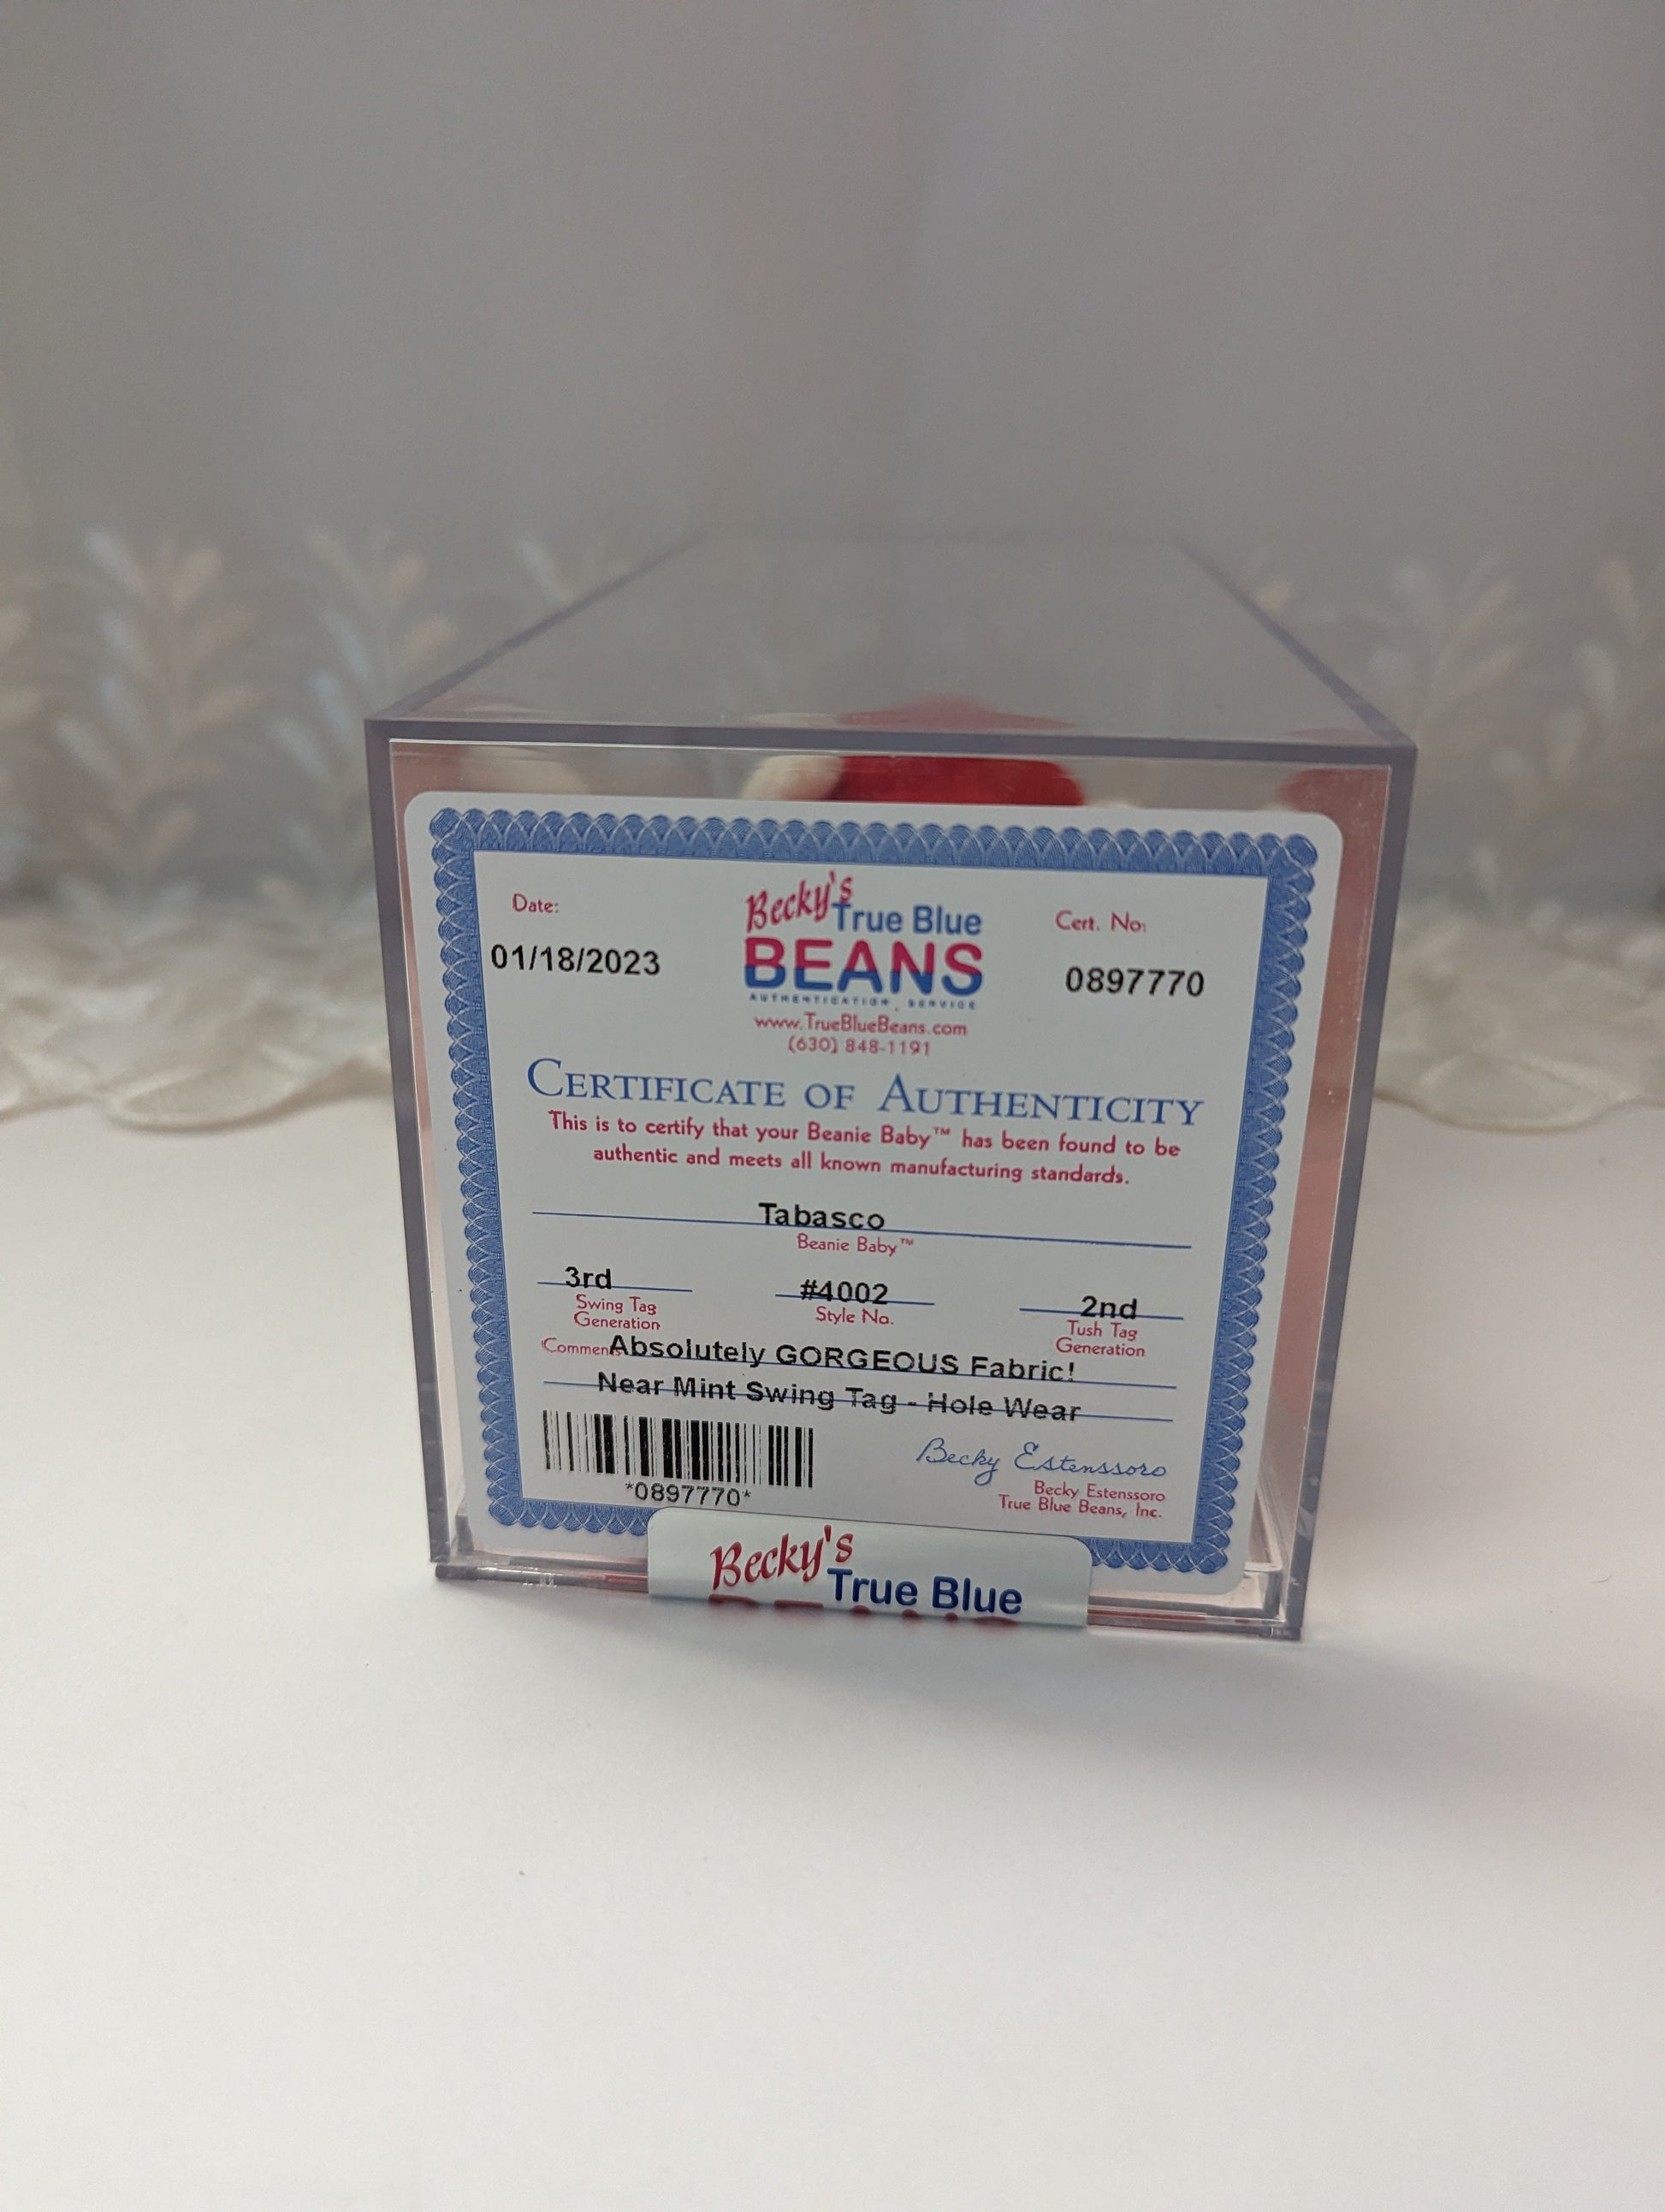 Date:
01/18/2023
Becky's
True Blue
BEANS
AUTHENTICATION SERVICE
www.TrueBlueBeans.com
(630) 848-1191
Cert. No:
0897770
CERTIFICATE OF AUTHENTICITY
This is to certify that your Beanie Baby™ has been found to be
authentic and meets all known manufacturing standards.
Tabasco
Beanie Baby™
3rd
Swing Tag
Generation
#4002
Style No.
2nd
Tush Tag
Generation
Absolutely GORGEOUS Fabric!
Near Mint Swing Tag - Hole Wear
*0897770*
Becky Estenssoro
Becky Estenssoro
True Blue Beans, Inc.
Becky's
True Blue